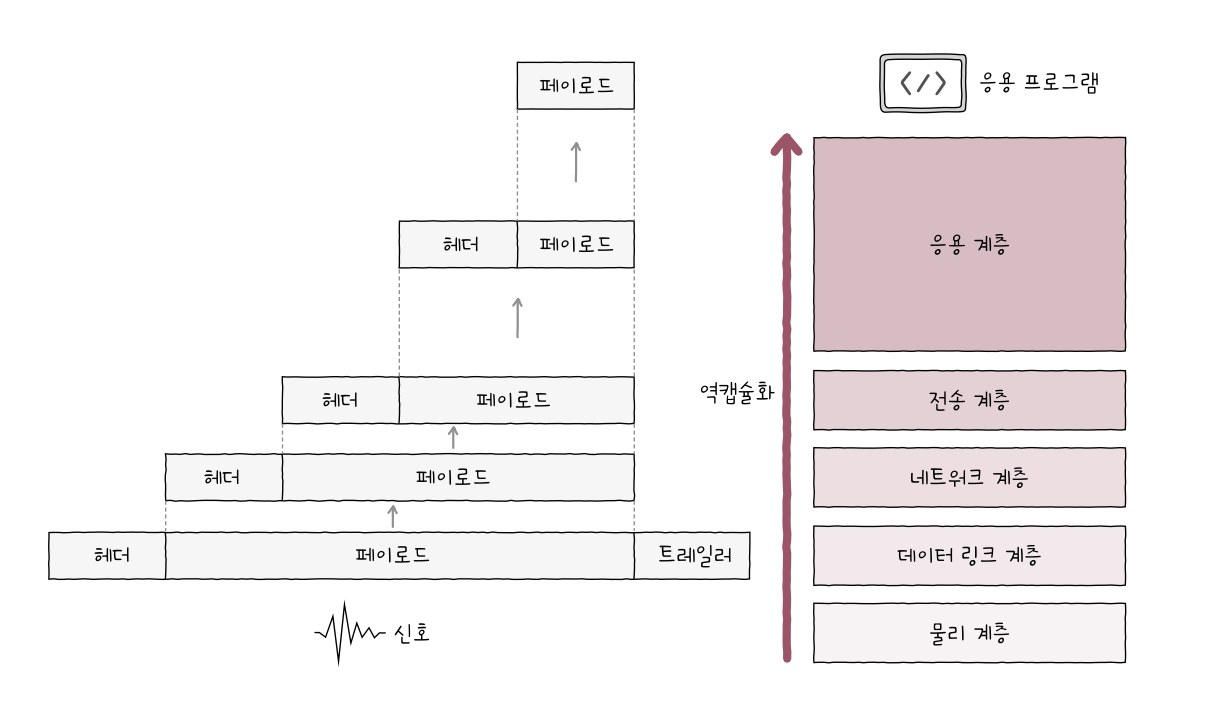 페이로드
</> 응용 프로그램
헤더 페이로드
응용 계층
역캡슐화
헤더 페이로드
전송 계층
헤더 페이로드
네트워크 계층
헤더 페이로드 트레일러
데이터 링크 계층
신호
물리 계층